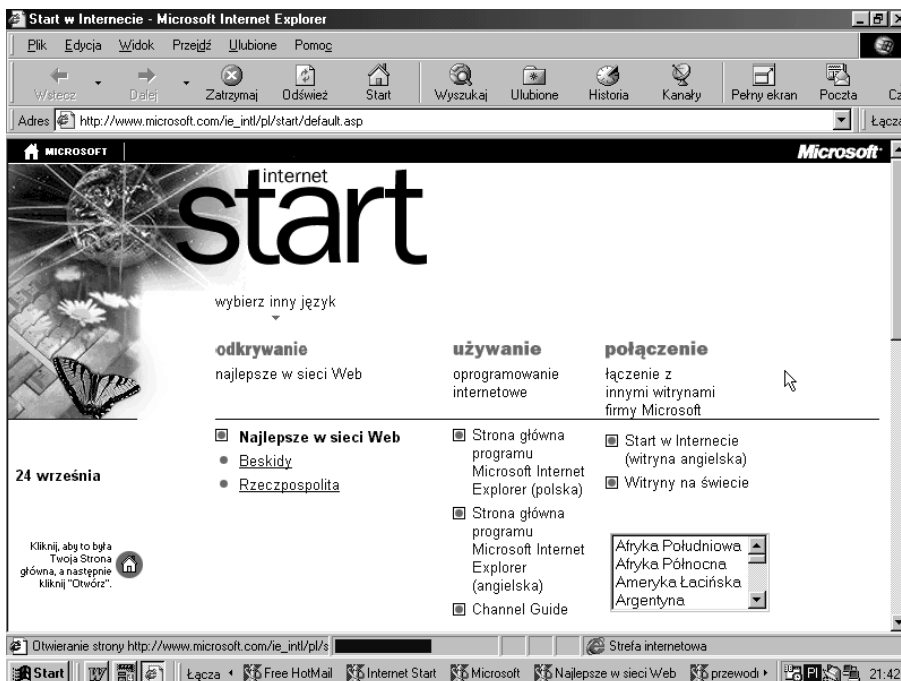 Start w Internecie - Microsoft Internet Explorer
Plik Edycja Widok Przejdź Ulubione Pomoc
Wstecz Dalej Zatrzymaj Odśwież Start Wyszukaj Ulubione Historia Kanały Pełny ekran Poczta Cz
Adres http://www.microsoft.com/ie_intl/pl/start/default.asp Łącza
MICROSOFT Microsoft
internet
start
wybierz inny język
odkrywanie używanie połączenie
najlepsze w sieci Web
oprogramowanie
internetowe
łączenie z
innymi witrynami
firmy Microsoft
24 września
Kliknij, aby to była
Twoja Strona
główna, a następnie
kliknij "Otwórz".
Najlepsze w sieci Web
Beskidy
Rzeczpospolita
Strona główna
programu
Microsoft Internet
Explorer (polska)
Strona główna
programu
Microsoft Internet
Explorer
(angielska)
Channel Guide
Start w Internecie
(witryna angielska)
Witryny na świecie
Afryka Południowa
Afryka Północna
Ameryka Łacińska
Argentyna
Otwieranie strony http://www.microsoft.com/ie_intl/pl/s Strefa internetowa
Start W Łącza Free HotMail Internet Start Microsoft Najlepsze w sieci Web przewodi Pl 21:42